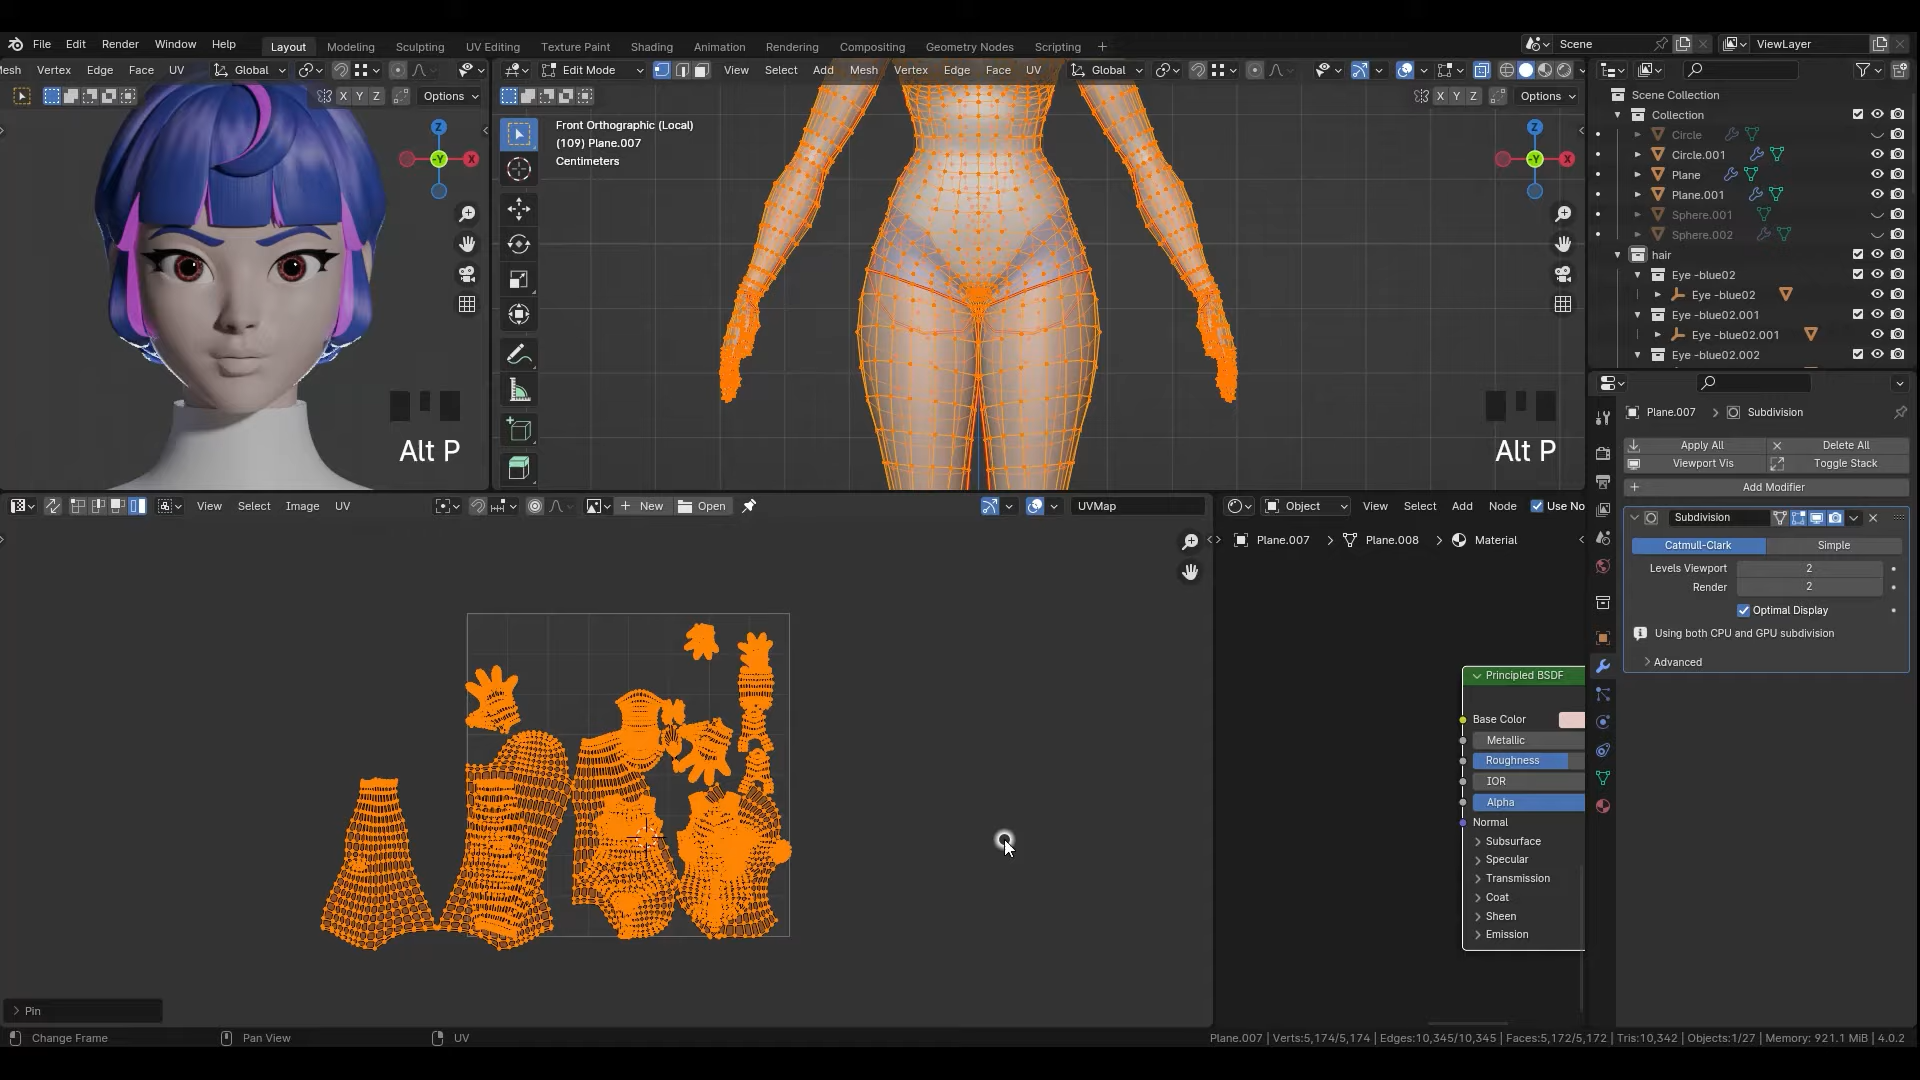 File Edit Render Window Help Layout Modeling Sculpting UV Editing Texture Paint Shading Animation Rendering Compositing Geometry Nodes Scripting + Scene ViewLayer
esh Vertex Edge Face UV Global
Edit Mode View Select Add Mesh Vertex Edge Face UV Global
X Y Z Options
X Y Z Options
Scene Collection
Collection
Circle
Circle.001
Plane
Plane.001
Sphere.001
Sphere.002
hair
Eye -blue02
Eye -blue02
Eye -blue02.001
Eye -blue02.001
Eye -blue02.002
Front Orthographic (Local)
(109) Plane.007
Centimeters
Z
-Y
X
Z
-Y
X
Alt P
Alt P
Plane.007 > Subdivision
Apply All Delete All
Viewport Vis Toggle Stack
Add Modifier
Subdivision
Catmull-Clark Simple
Levels Viewport 2
Render 2
Optimal Display
Using both CPU and GPU subdivision
Advanced
View Select Image UV New Open UVMap
Object View Select Add Node Use No
Plane.007 > Plane.008 > Material
Principled BSDF
Base Color
Metallic
Roughness
IOR
Alpha
Normal
Subsurface
Specular
Transmission
Coat
Sheen
Emission
Pin
Change Frame Pan View UV Plane.007 | Verts:5,174/5,174 | Edges:10,345/10,345 | Faces:5,172/5,172 | Tris:10,342 | Objects:1/27 | Memory: 921.1 MiB | 4.0.2